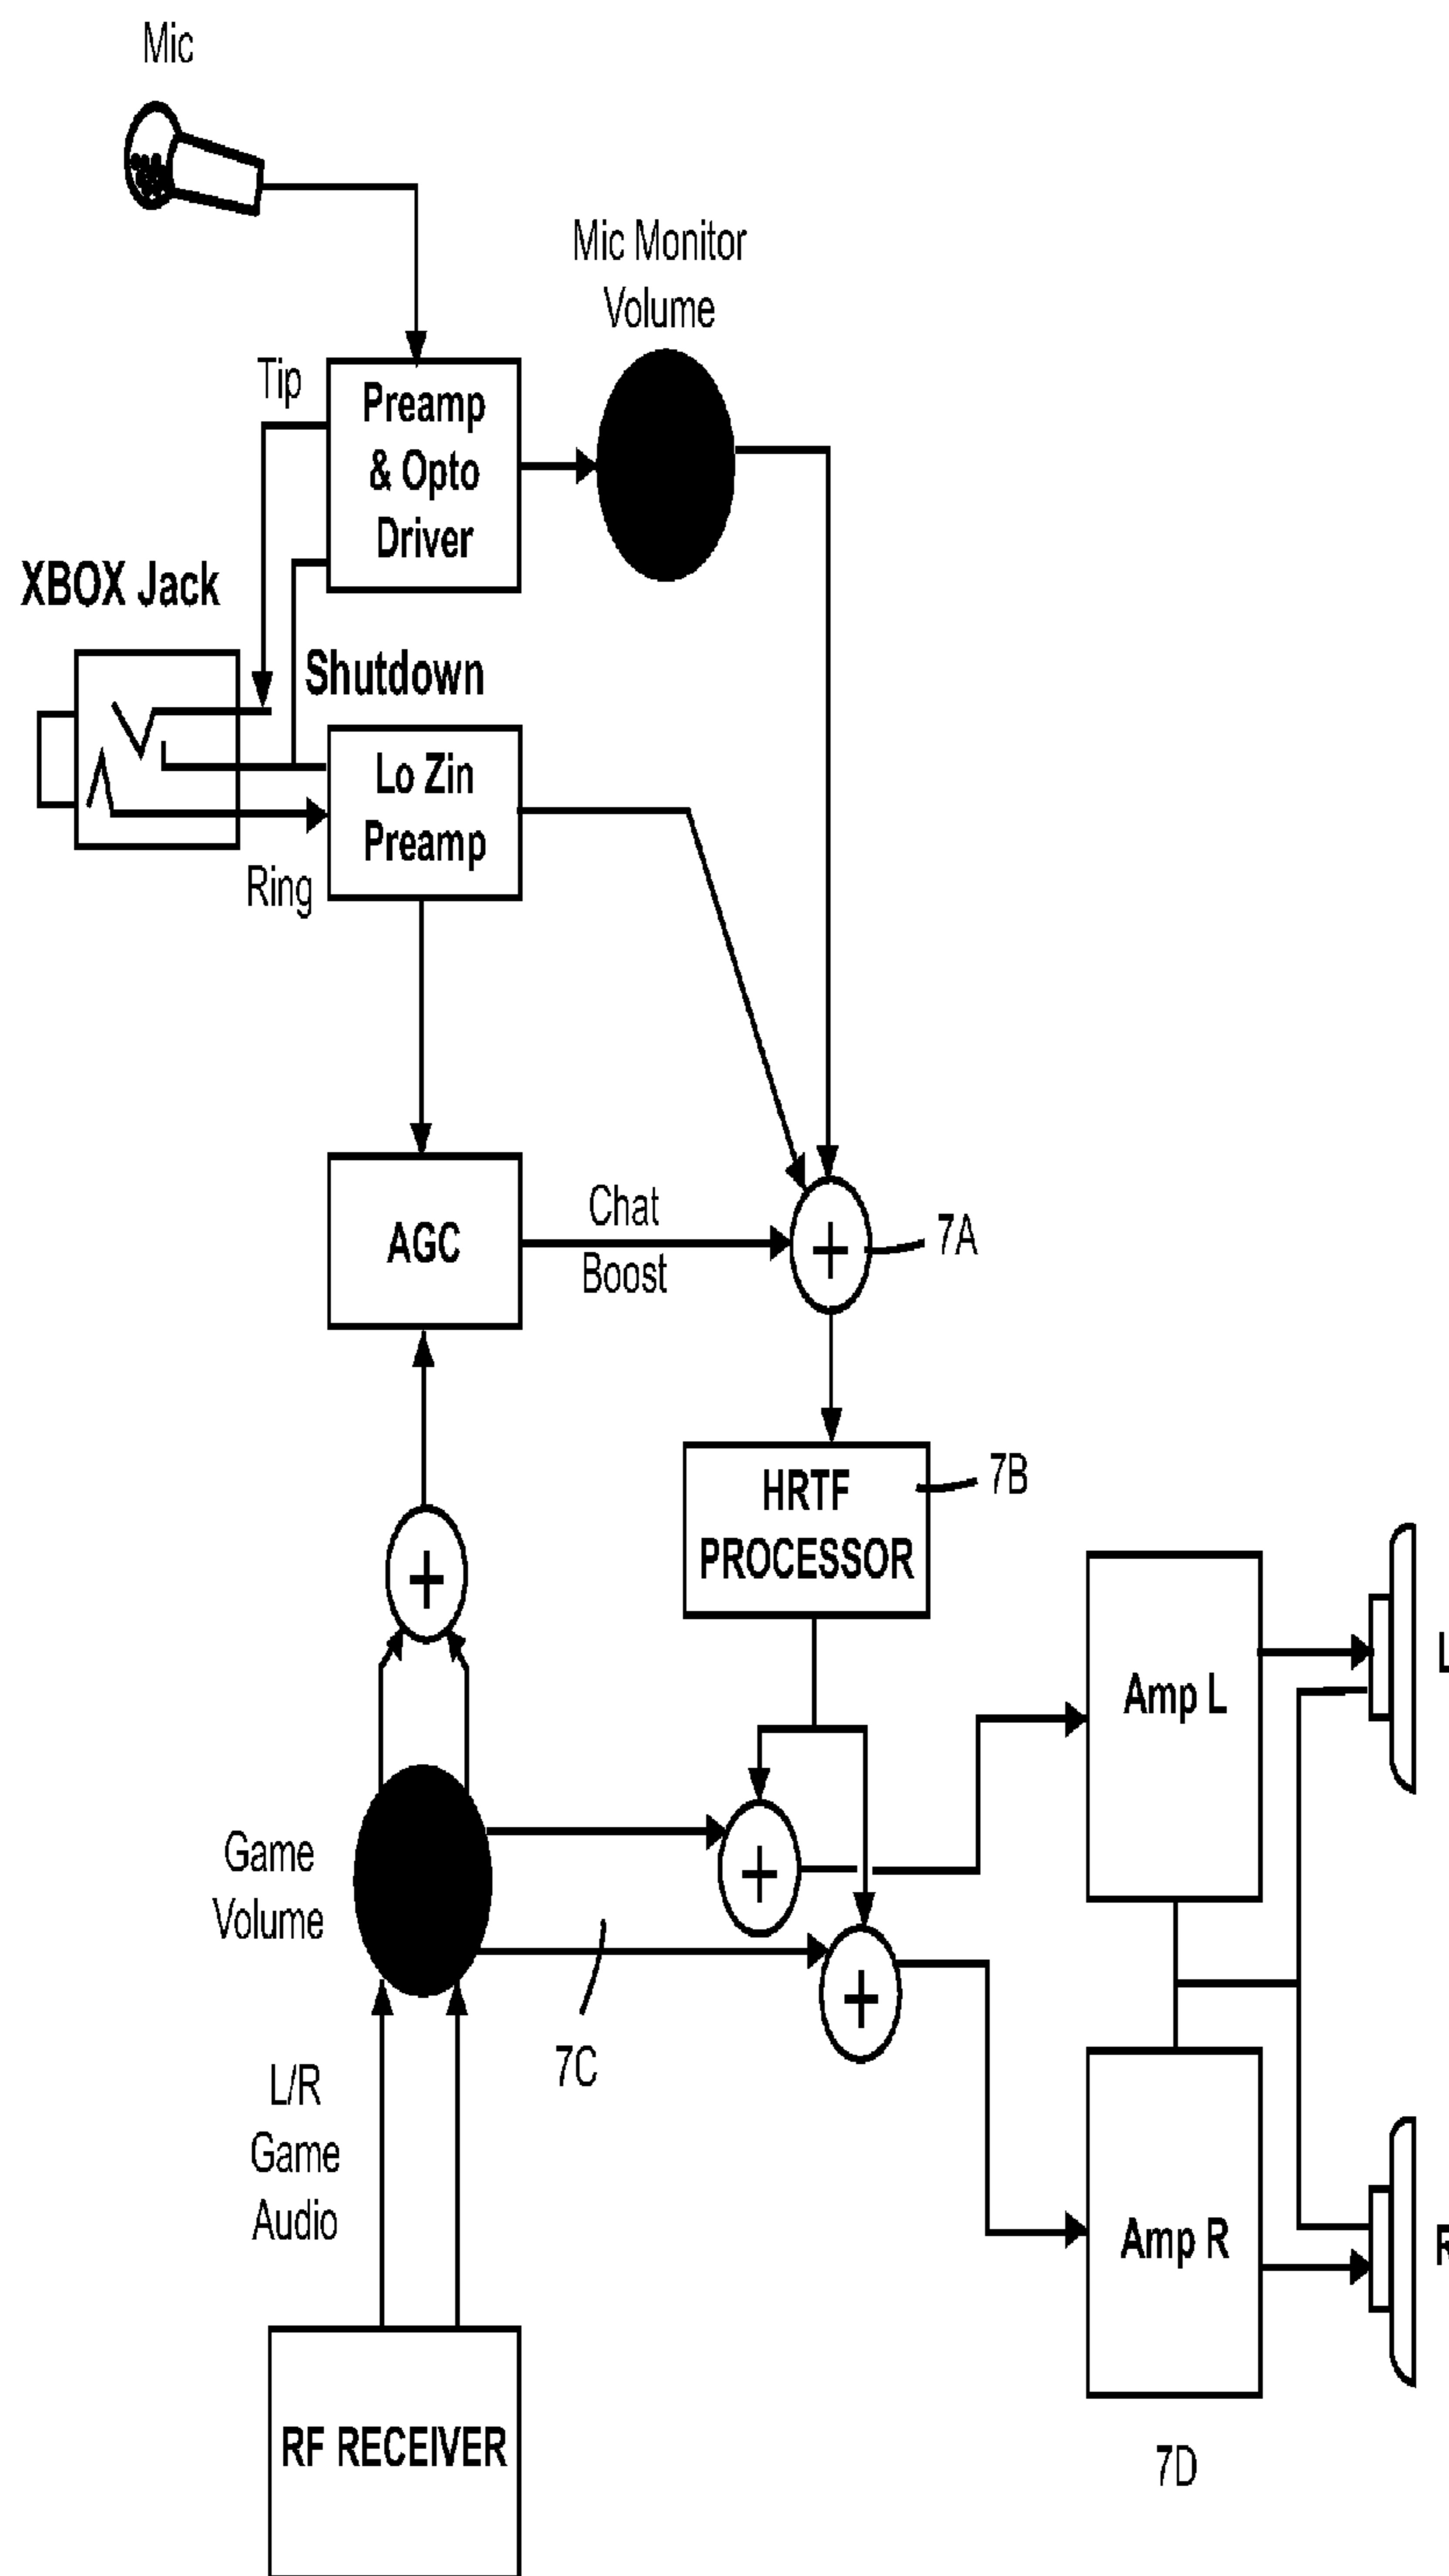 Mic
Mic Monitor
Volume
Tip
Preamp
& Opto
Driver
XBOX Jack
Shutdown
Lo Zin
Preamp
Ring
AGC
Chat
Boost
+
7A
HRTF
PROCESSOR
7B
+
Amp L
L
Game
Volume
+
+
7C
L/R
Game
Audio
Amp R
R
RF RECEIVER
7D